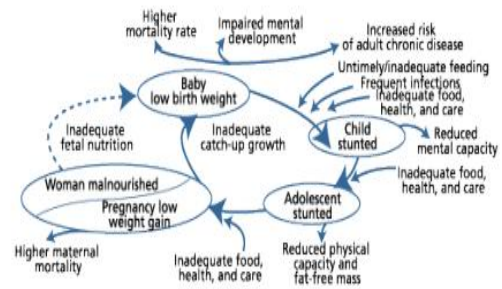 Higher
mortality rate
Impaired mental
development
Increased risk
of adult chronic disease
Untimely/inadequate feeding
Frequent infections
Inadequate food,
health, and care
Baby
low birth weight
Inadequate
fetal nutrition
Inadequate
catch-up growth
Child
stunted
Reduced
mental capacity
Inadequate food,
health, and care
Woman malnourished
Pregnancy low
weight gain
Adolescent
stunted
Higher maternal
mortality
Inadequate food,
health, and care
Reduced physical
capacity and
fat-free mass